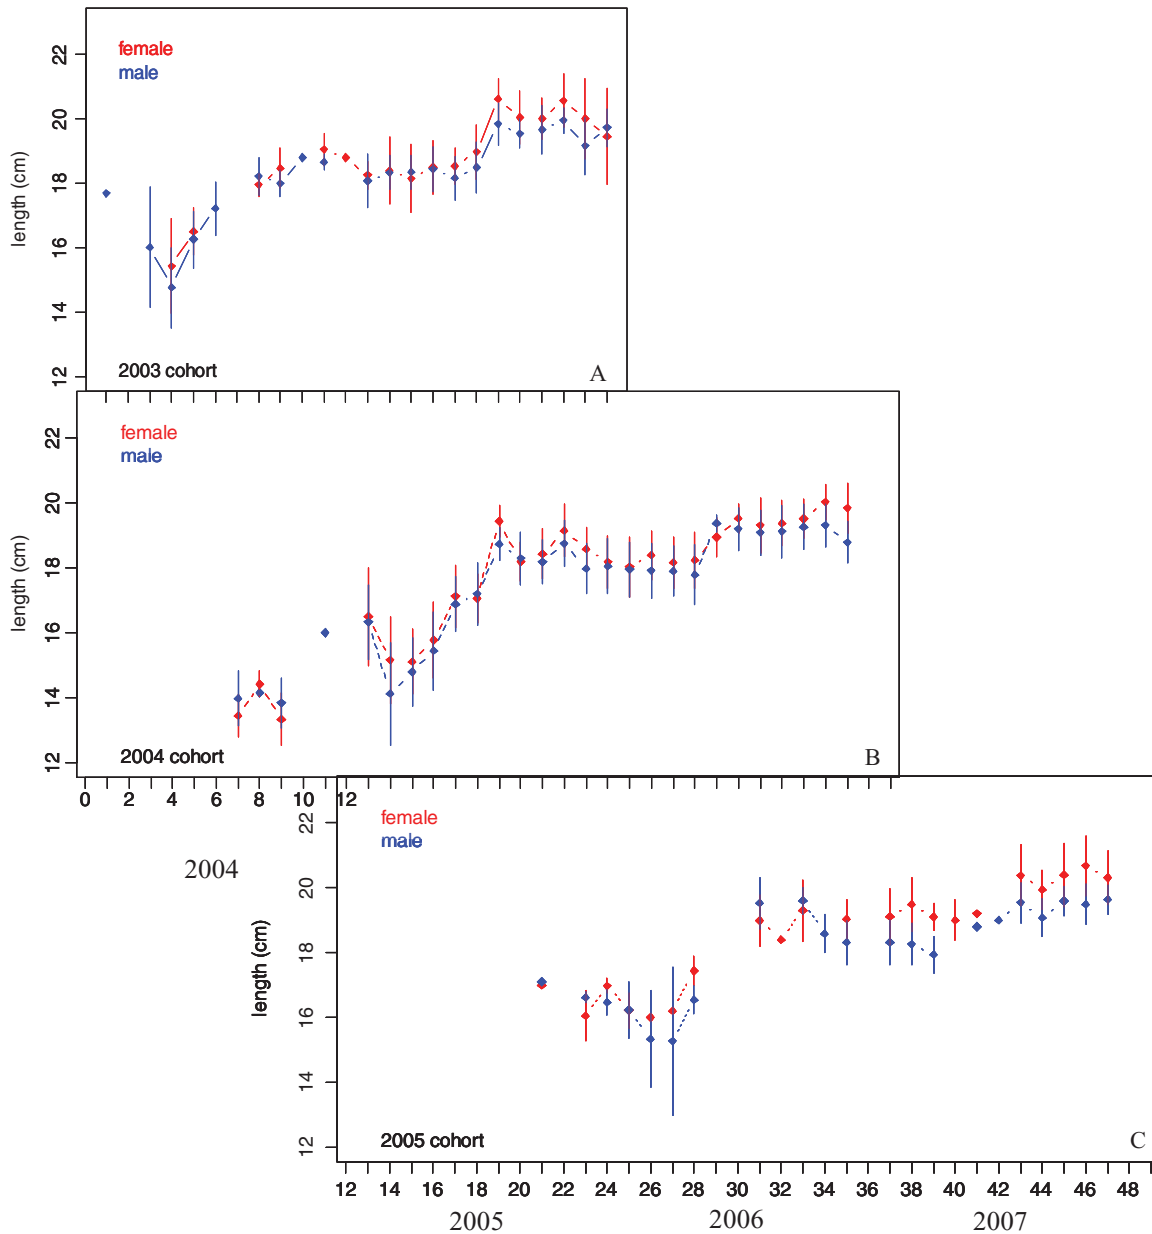 22
20
18
16
14
12
length (cm)
female
male
2003 cohort
A
22
20
18
16
14
12
length (cm)
female
male
2004 cohort
B
0 2 4 6 8 10 12
2004
22
20
18
16
14
12
length (cm)
female
male
2005 cohort
C
12 14 16 18 20 22 24 26 28 30 32 34 36 38 40 42 44 46 48
2005 2006 2007